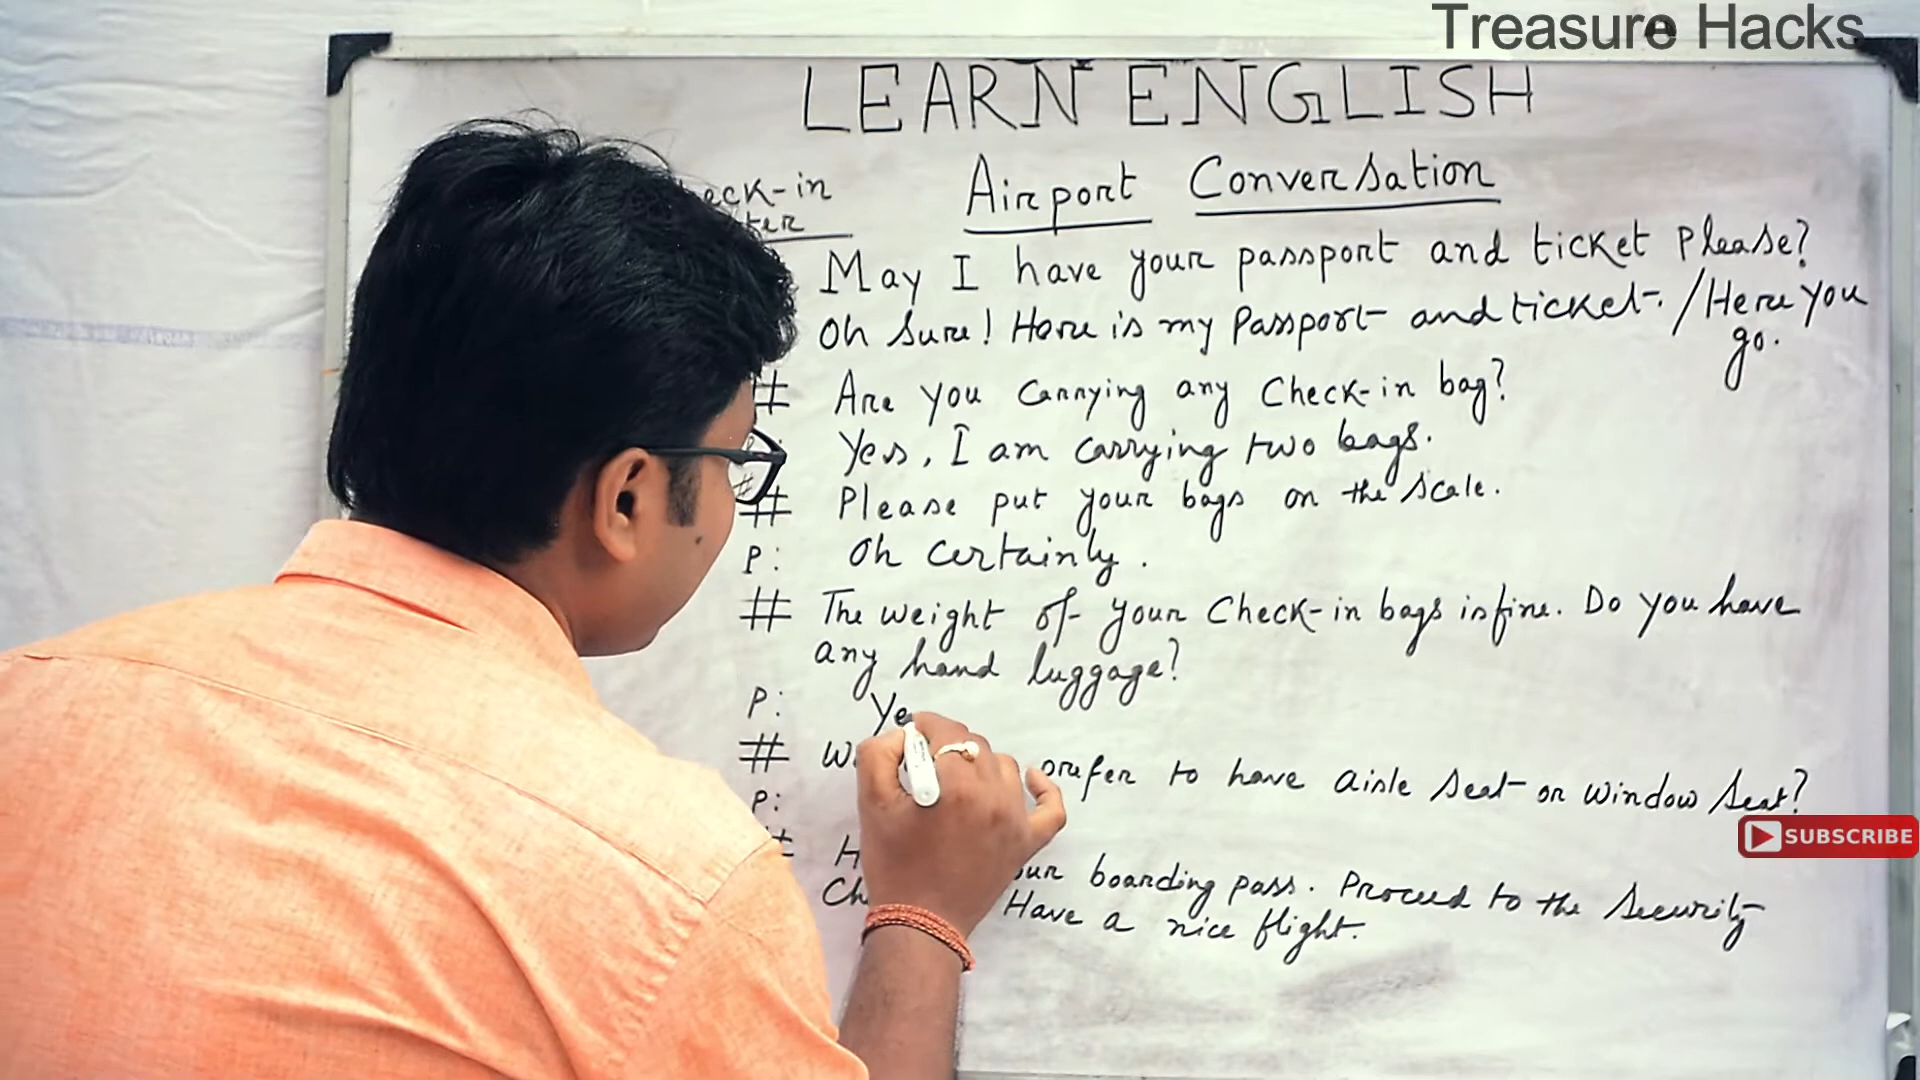 Treasure Hacks
LEARN ENGLISH
Airport Conversation
May I have your passport and ticket please?
Oh Sure! Here is my Passport and ticket. / Here you
go.
# Are you carrying any Check-in bag?
Yes, I am carrying two bags.
# Please put your bags on the scale.
P: Oh certainly.
# The weight of your Check-in bags is fine. Do you have
any hand luggage?
P: Ye
# prefer to have aisle seat or window seat?
P:
boarding pass. Proceed to the Security
Have a nice flight.
SUBSCRIBE